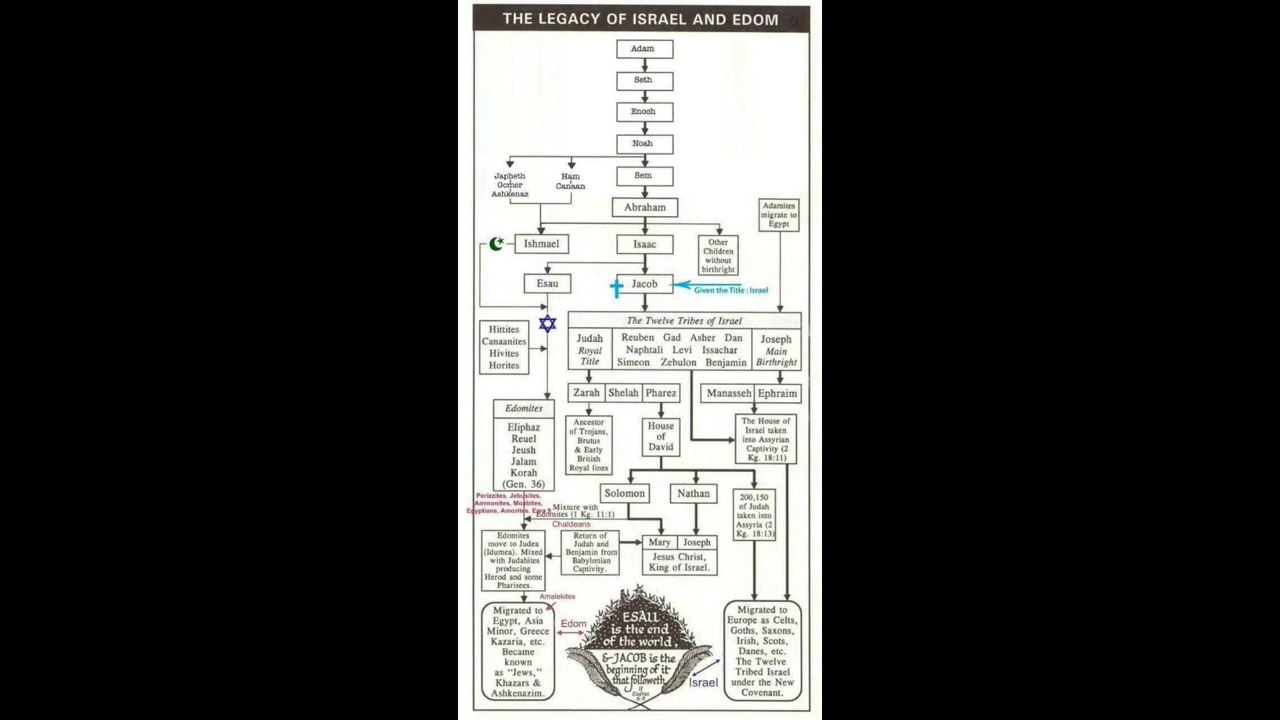 THE LEGACY OF ISRAEL AND EDOM
Adam
Seth
Enoch
Noah
Japheth
Gomer
Ashkenaz
Ham
Canaan
Sem
Abraham
Adamites
migrate to
Egypt
Ishmael
Isaac
Other
Children
without
birthright
Esau
Jacob
Given the Title : Israel
Hittites
Canaanites
Hivites
Horites
The Twelve Tribes of Israel
Judah
Royal
Title
Reuben Gad Asher Dan
Naphtali Levi Issachar
Simeon Zebulon Benjamin
Joseph
Main
Birthright
Zarah Shelah Pharez
Manasseh Ephraim
Edomites
Eliphaz
Reuel
Jeush
Jalam
Korah
(Gen. 36)
Ancestor
of Trojans,
Brutus
& Early
British
Royal lines
House
of
David
The House of
Israel taken
into Assyrian
Captivity (2
Kg. 18:11)
Perizzites, Jebusites,
Ammonites, Moabites,
Egyptians, Amorites.
Solomon
Nathan
200,150
of Judah
taken into
Assyria (2
Kg. 18:13)
Mixture with
Edomites (1 Kg. 11:1)
Chaldeans
Edomites
move to Judea
(Idumea). Mixed
with Judahites
producing
Herod and some
Pharisees.
Return of
Judah and
Benjamin from
Babylonian
Captivity.
Mary Joseph
Jesus Christ,
King of Israel.
Amalekites
Migrated to
Egypt, Asia
Minor, Greece
Kazaria, etc.
Became
known
as "Jews,"
Khazars &
Ashkenazim.
Edom
ESAU
is the end
of the world,
&-JACOB is the
beginning of it
that followeth
II
Esdras
6:9
Israel
Migrated to
Europe as Celts,
Goths, Saxons,
Irish, Scots,
Danes, etc.
The Twelve
Tribed Israel
under the New
Covenant.